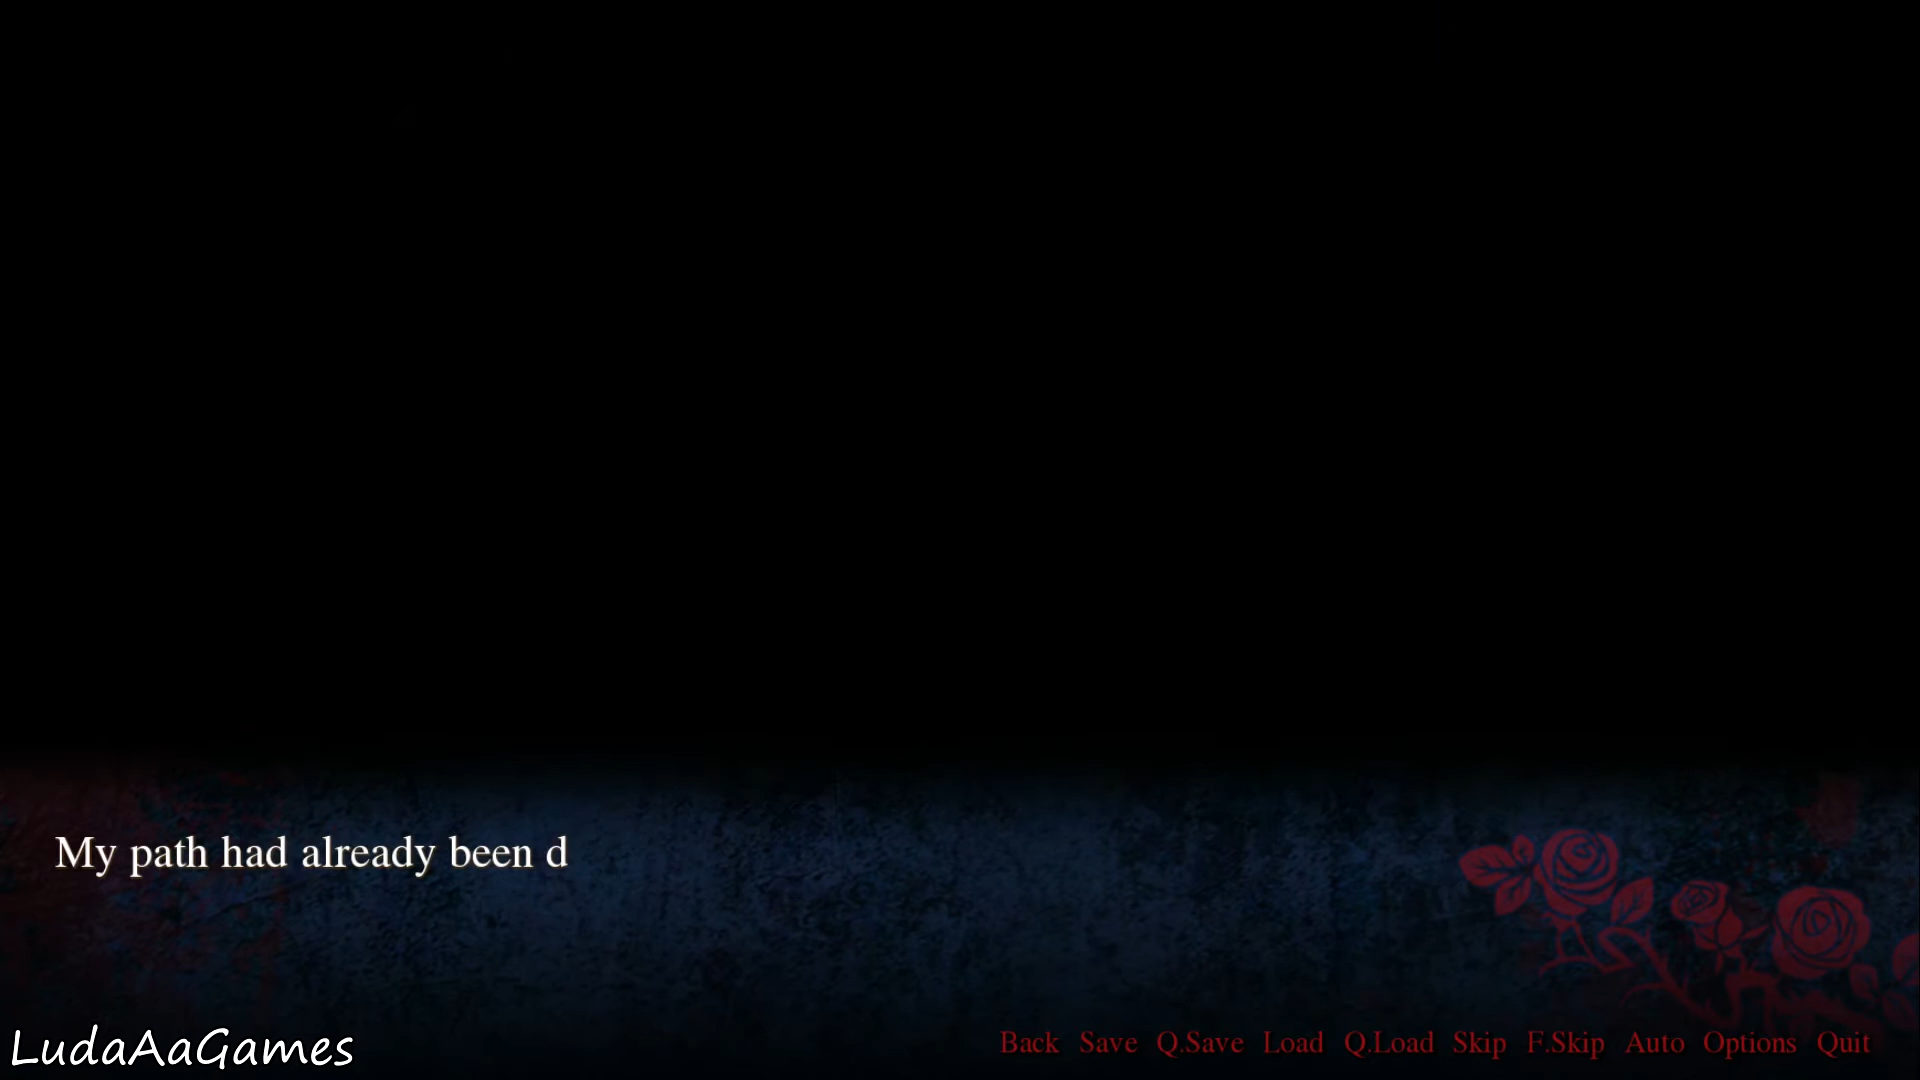 My path had already been d
LudaAaGames
Back Save Q.Save Load Q.Load Skip F.Skip Auto Options Quit